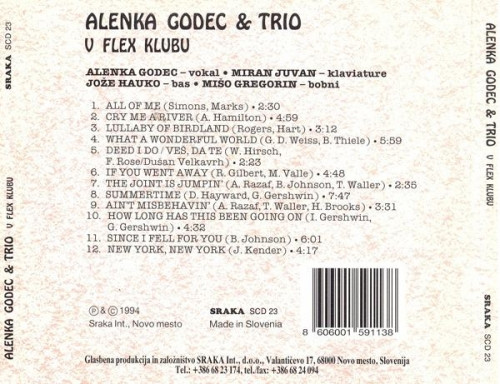 ALENKA GODEC & TRIO
V FLEX KLUBU
ALENKA GODEC – vokal • MIRAN JUVAN – klaviature
JOŽE HAUKO – bas • MIŠO GREGORIN – bobni
1. ALL OF ME (Simons, Marks) • 2:30
2. CRY ME A RIVER (A. Hamilton) • 4:59
3. LULLABY OF BIRDLAND (Rogers, Hart) • 3:12
4. WHAT A WONDERFUL WORLD (G. D. Weiss, B. Thiele) • 5:59
5. DEED I DO / VEŠ, DA TE (W. Hirsch,
F. Rose/Dušan Velkavrh) • 2:23
6. IF YOU WENT AWAY (R. Gilbert, M. Valle) • 4:48
7. THE JOINT IS JUMPIN' (A. Razaf, B. Johnson, T. Waller) • 2:35
8. SUMMERTIME (D. Hayward, G. Gershwin) • 7:47
9. AIN'T MISBEHAVIN' (A. Razaf, T. Waller, H. Brooks) • 3:31
10. HOW LONG HAS THIS BEEN GOING ON (I. Gershwin,
G. Gershwin) • 4:32
11. SINCE I FELL FOR YOU (B. Johnson) • 6:01
12. NEW YORK, NEW YORK (J. Kender) • 4:17
℗ & © 1994
Sraka Int., Novo mesto
SRAKA SCD 23
Made in Slovenia
8 606001 591138
Glasbena produkcija in založništvo SRAKA Int., d.o.o., Valantičevo 17, 68000 Novo mesto, Slovenija
Tel.: +386 68 23 174, tel./fax: +386 68 24 094
SRAKA SCD 23
ALENKA GODEC & TRIO V FLEX KLUBU
ALENKA GODEC & TRIO V FLEX KLUBU
SRAKA SCD 23